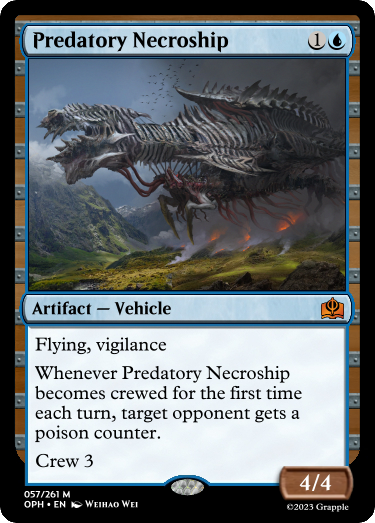 Predatory Necroship 1
Artifact — Vehicle
Flying, vigilance
Whenever Predatory Necroship
becomes crewed for the first time
each turn, target opponent gets a
poison counter.
Crew 3
4/4
057/261 M
OPH • EN Weihao Wei
©2023 Grapple